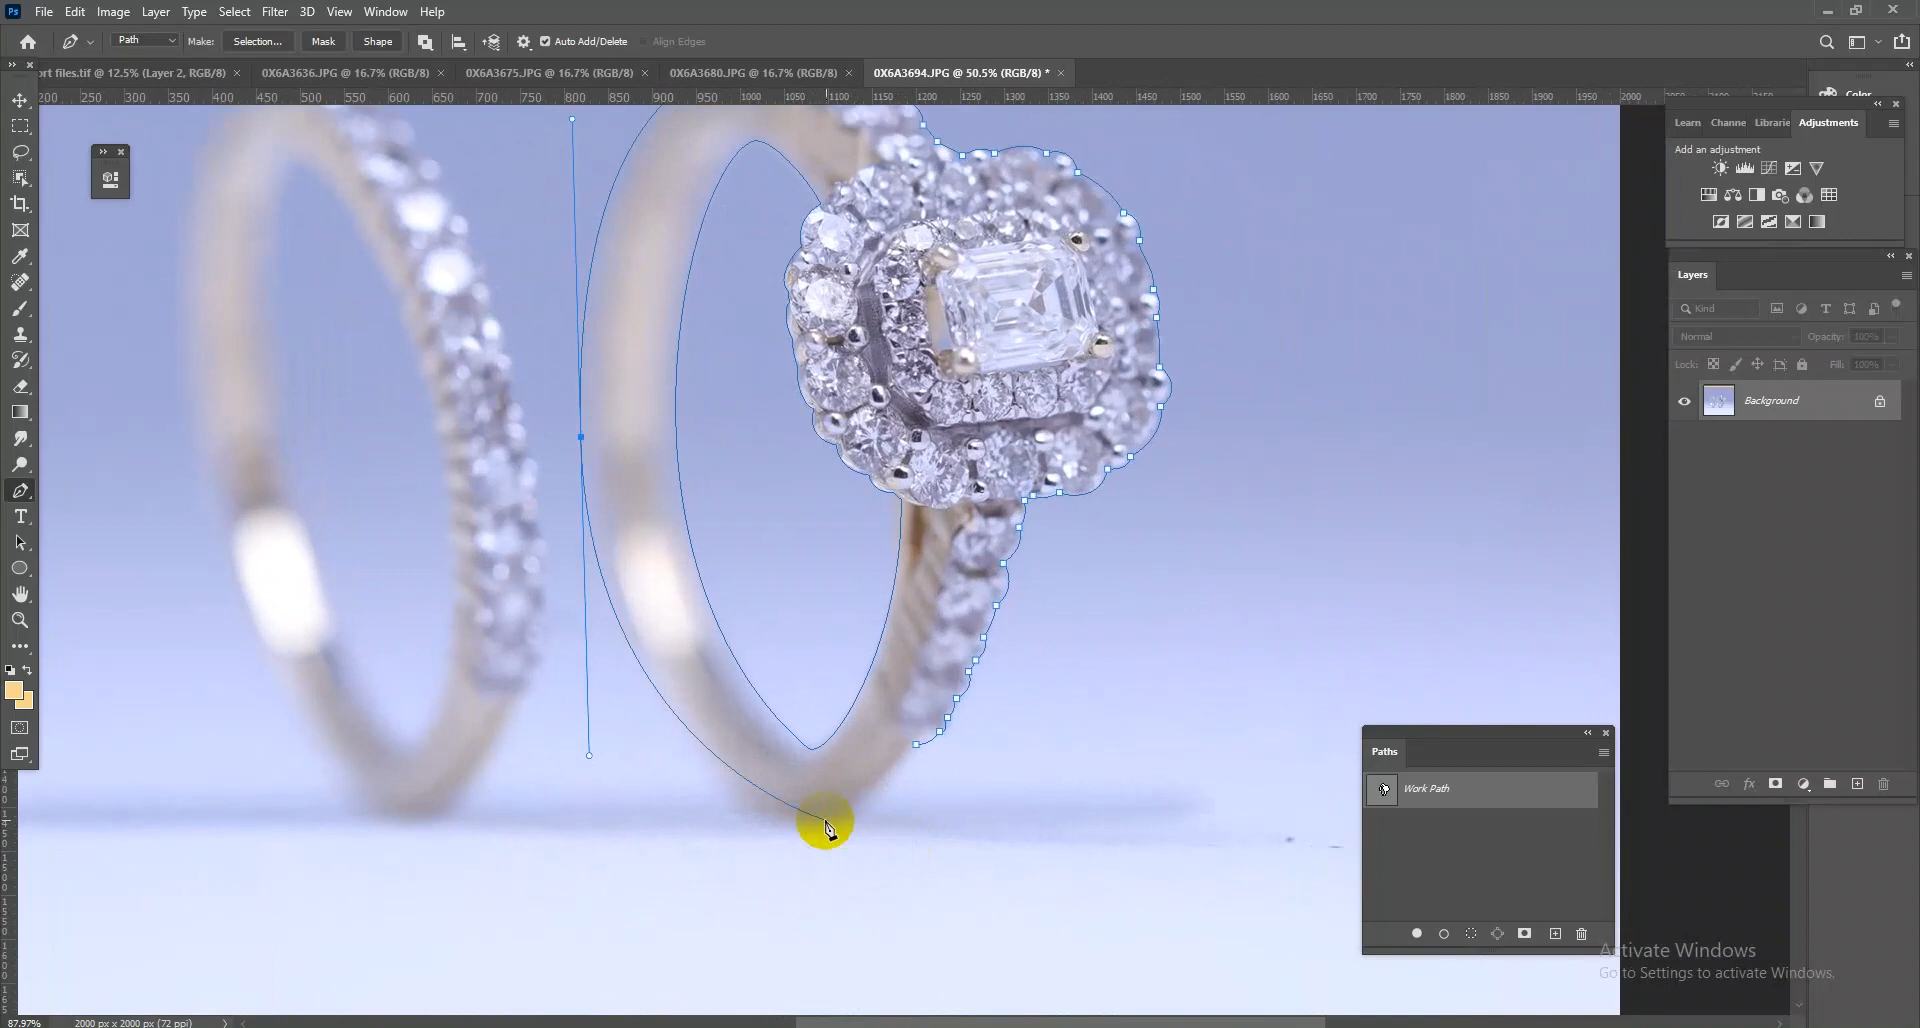 Ps File Edit Image Layer Type Select Filter 3D View Window Help
Path Make: Selection... Mask Shape Auto Add/Delete Align Edges
ort files.tif @ 12.5% (Layer 2, RGB/8) × 0X6A3636.JPG @ 16.7% (RGB/8) × 0X6A3675.JPG @ 16.7% (RGB/8) × 0X6A3680.JPG @ 16.7% (RGB/8) × 0X6A3694.JPG @ 50.5% (RGB/8) * ×
200 250 300 350 400 450 500 550 600 650 700 750 800 850 900 950 1000 1050 1100 1150 1200 1250 1300 1350 1400 1450 1500 1550 1600 1650 1700 1750 1800 1850 1900 1950 2000
Color
Learn Channe Librarie Adjustments
Add an adjustment
Layers
Kind
Normal Opacity: 100%
Lock: Fill: 100%
Background
fx
Paths
Work Path
Activate Windows
Go to Settings to activate Windows.
87.97% 2000 px x 2000 px (72 ppi)